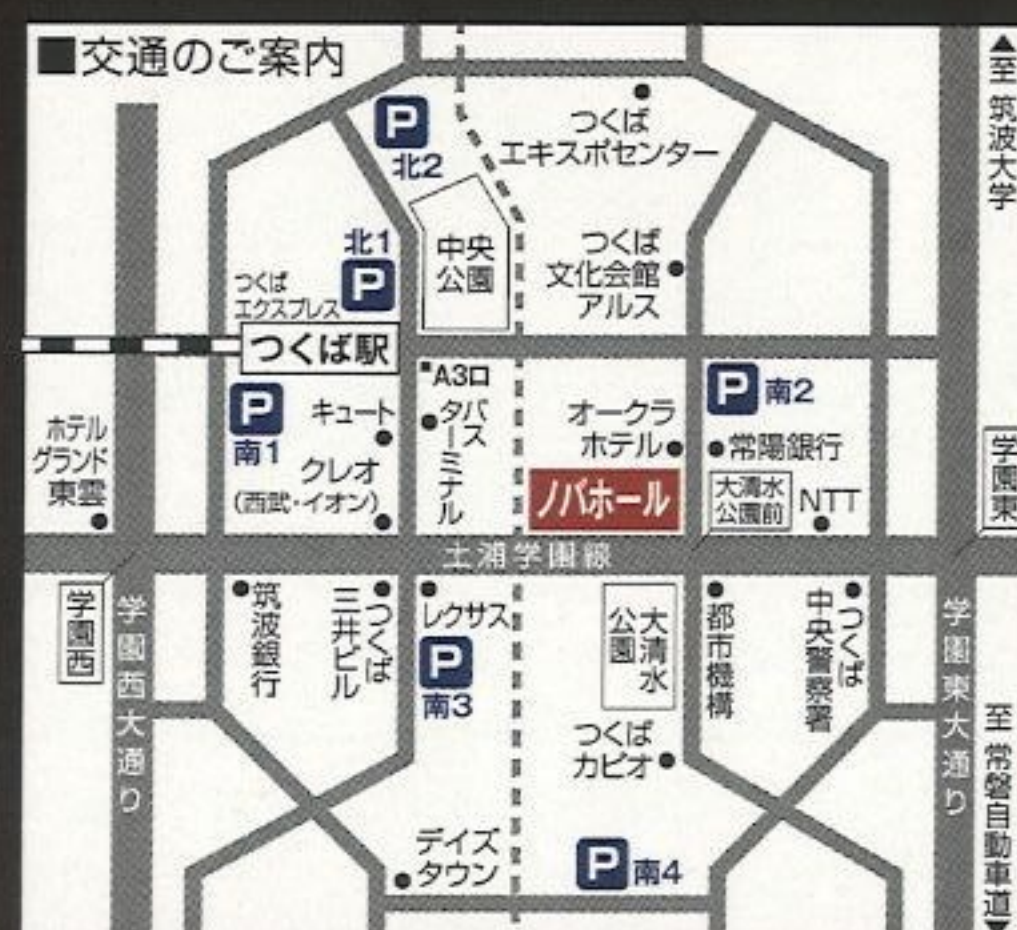 ■交通のご案内
▲至 筑波大学
P
北2
つくば
エキスポセンター
北1
P
中央
公園
つくば
文化会館
アルス
つくば
エクスプレス
つくば駅
A3口
P
南1
キュート
クレオ
(西武・イオン)
バス
ターミナル
オークラ
ホテル
ノバホール
P 南2
常陽銀行
大清水
公園前
NTT
ホテル
グランド
東雲
学園東
土浦学園線
学園西
学園西大通り
筑波銀行
つくば
三井ビル
レクサス
P
南3
大清水
公園
都市機構
つくば
中央警察署
学園東大通り
つくば
カピオ
デイズ
タウン
P 南4
至 常磐自動車道▼